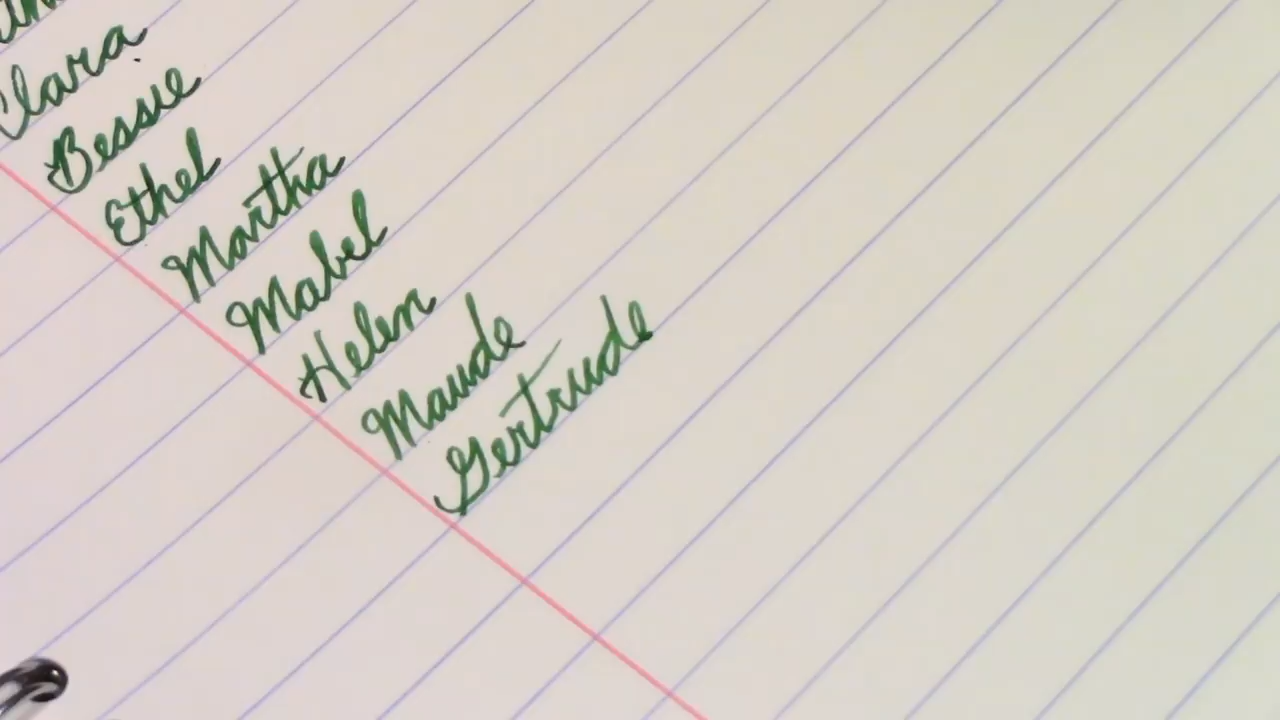 Clara
Bessie
Ethel
Martha
Mabel
Helen
Maude
Gertrude